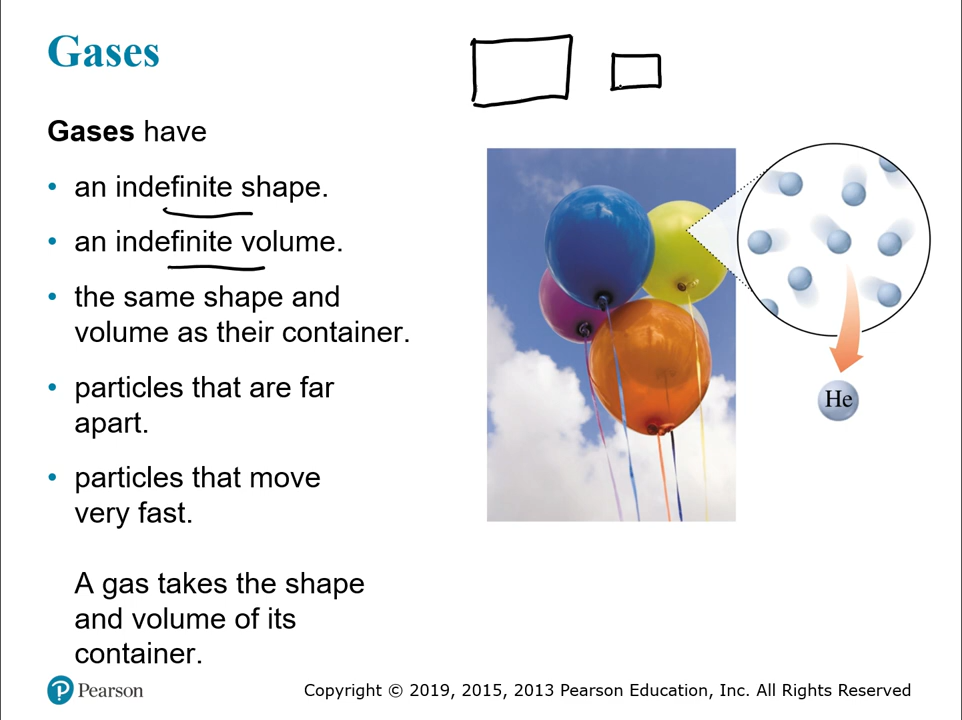 Gases
Gases have
• an indefinite shape.
• an indefinite volume.
• the same shape and
volume as their container.
• particles that are far
apart.
• particles that move
very fast.
A gas takes the shape
and volume of its
container.
He
P Pearson
Copyright © 2019, 2015, 2013 Pearson Education, Inc. All Rights Reserved